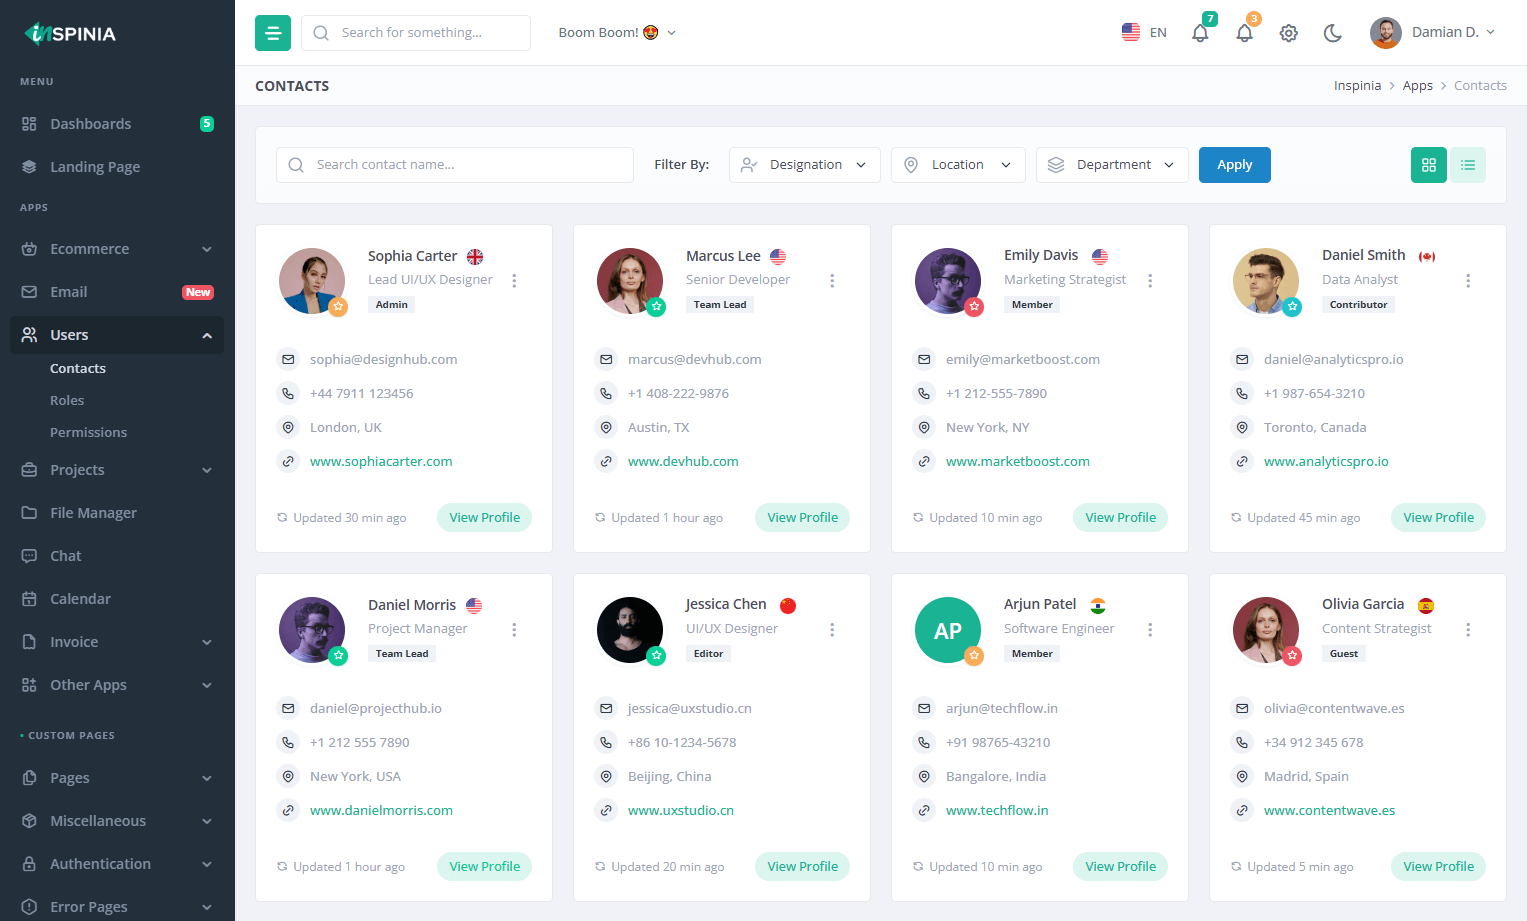 INSPINIA
Search for something...
Boom Boom!
EN
7
3
Damian D.
MENU
Dashboards
5
Landing Page
APPS
Ecommerce
Email
New
Users
Contacts
Roles
Permissions
Projects
File Manager
Chat
Calendar
Invoice
Other Apps
CUSTOM PAGES
Pages
Miscellaneous
Authentication
Error Pages
CONTACTS
Inspinia > Apps > Contacts
Search contact name...
Filter By:
Designation
Location
Department
Apply
Sophia Carter
Lead UI/UX Designer
Admin
sophia@designhub.com
+44 7911 123456
London, UK
www.sophiacarter.com
Updated 30 min ago
View Profile
Marcus Lee
Senior Developer
Team Lead
marcus@devhub.com
+1 408-222-9876
Austin, TX
www.devhub.com
Updated 1 hour ago
View Profile
Emily Davis
Marketing Strategist
Member
emily@marketboost.com
+1 212-555-7890
New York, NY
www.marketboost.com
Updated 10 min ago
View Profile
Daniel Smith
Data Analyst
Contributor
daniel@analyticspro.io
+1 987-654-3210
Toronto, Canada
www.analyticspro.io
Updated 45 min ago
View Profile
Daniel Morris
Project Manager
Team Lead
daniel@projecthub.io
+1 212 555 7890
New York, USA
www.danielmorris.com
Updated 1 hour ago
View Profile
Jessica Chen
UI/UX Designer
Editor
jessica@uxstudio.cn
+86 10-1234-5678
Beijing, China
www.uxstudio.cn
Updated 20 min ago
View Profile
AP
Arjun Patel
Software Engineer
Member
arjun@techflow.in
+91 98765-43210
Bangalore, India
www.techflow.in
Updated 10 min ago
View Profile
Olivia Garcia
Content Strategist
Guest
olivia@contentwave.es
+34 912 345 678
Madrid, Spain
www.contentwave.es
Updated 5 min ago
View Profile